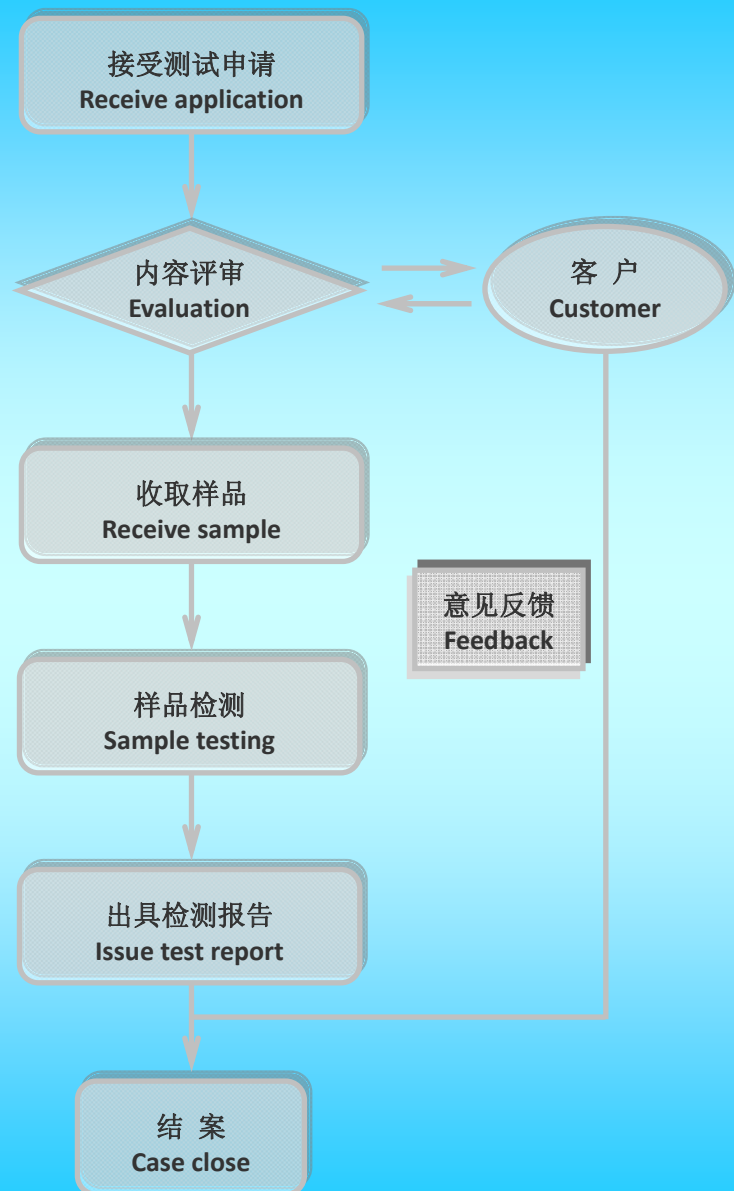 接受测试申请
Receive application
内容评审
Evaluation
客 户
Customer
收取样品
Receive sample
意见反馈
Feedback
样品检测
Sample testing
出具检测报告
Issue test report
结 案
Case close